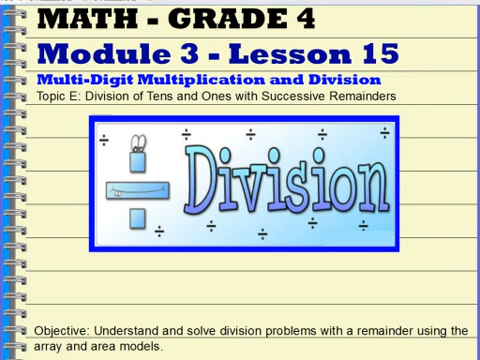 MATH - GRADE 4
Module 3 - Lesson 15
Multi-Digit Multiplication and Division
Topic E: Division of Tens and Ones with Successive Remainders
Division
Objective: Understand and solve division problems with a remainder using the
array and area models.